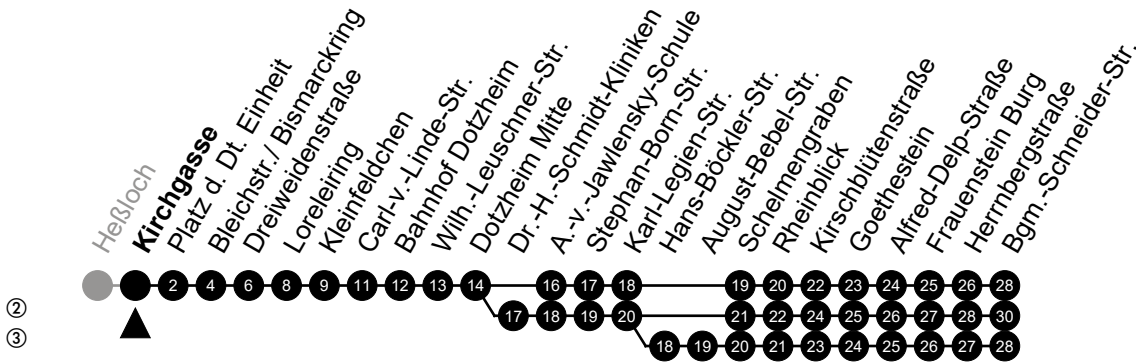 Heßloch
Kirchgasse
Platz d. Dt. Einheit
Bleichstr./ Bismarckring
Dreiweidenstraße
Loreleiring
Kleinfeldchen
Carl-v.-Linde-Str.
Bahnhof Dotzheim
Wilh.-Leuschner-Str.
Dotzheim Mitte
Dr.-H.-Schmidt-Kliniken
A.-v.-Jawlensky-Schule
Stephan-Born-Str.
Karl-Legien-Str.
Hans-Böckler-Str.
August-Bebel-Str.
Schelmengraben
Rheinblick
Kirschblütenstraße
Goethestein
Alfred-Delp-Straße
Frauenstein Burg
Herrnbergstraße
Bgm.-Schneider-Str.
2 4 6 8 9 11 12 13 14 16 17 18 19 20 22 23 24 25 26 28
② 17 18 19 20 21 22 24 25 26 27 28 30
③ 18 19 20 21 23 24 25 26 27 28